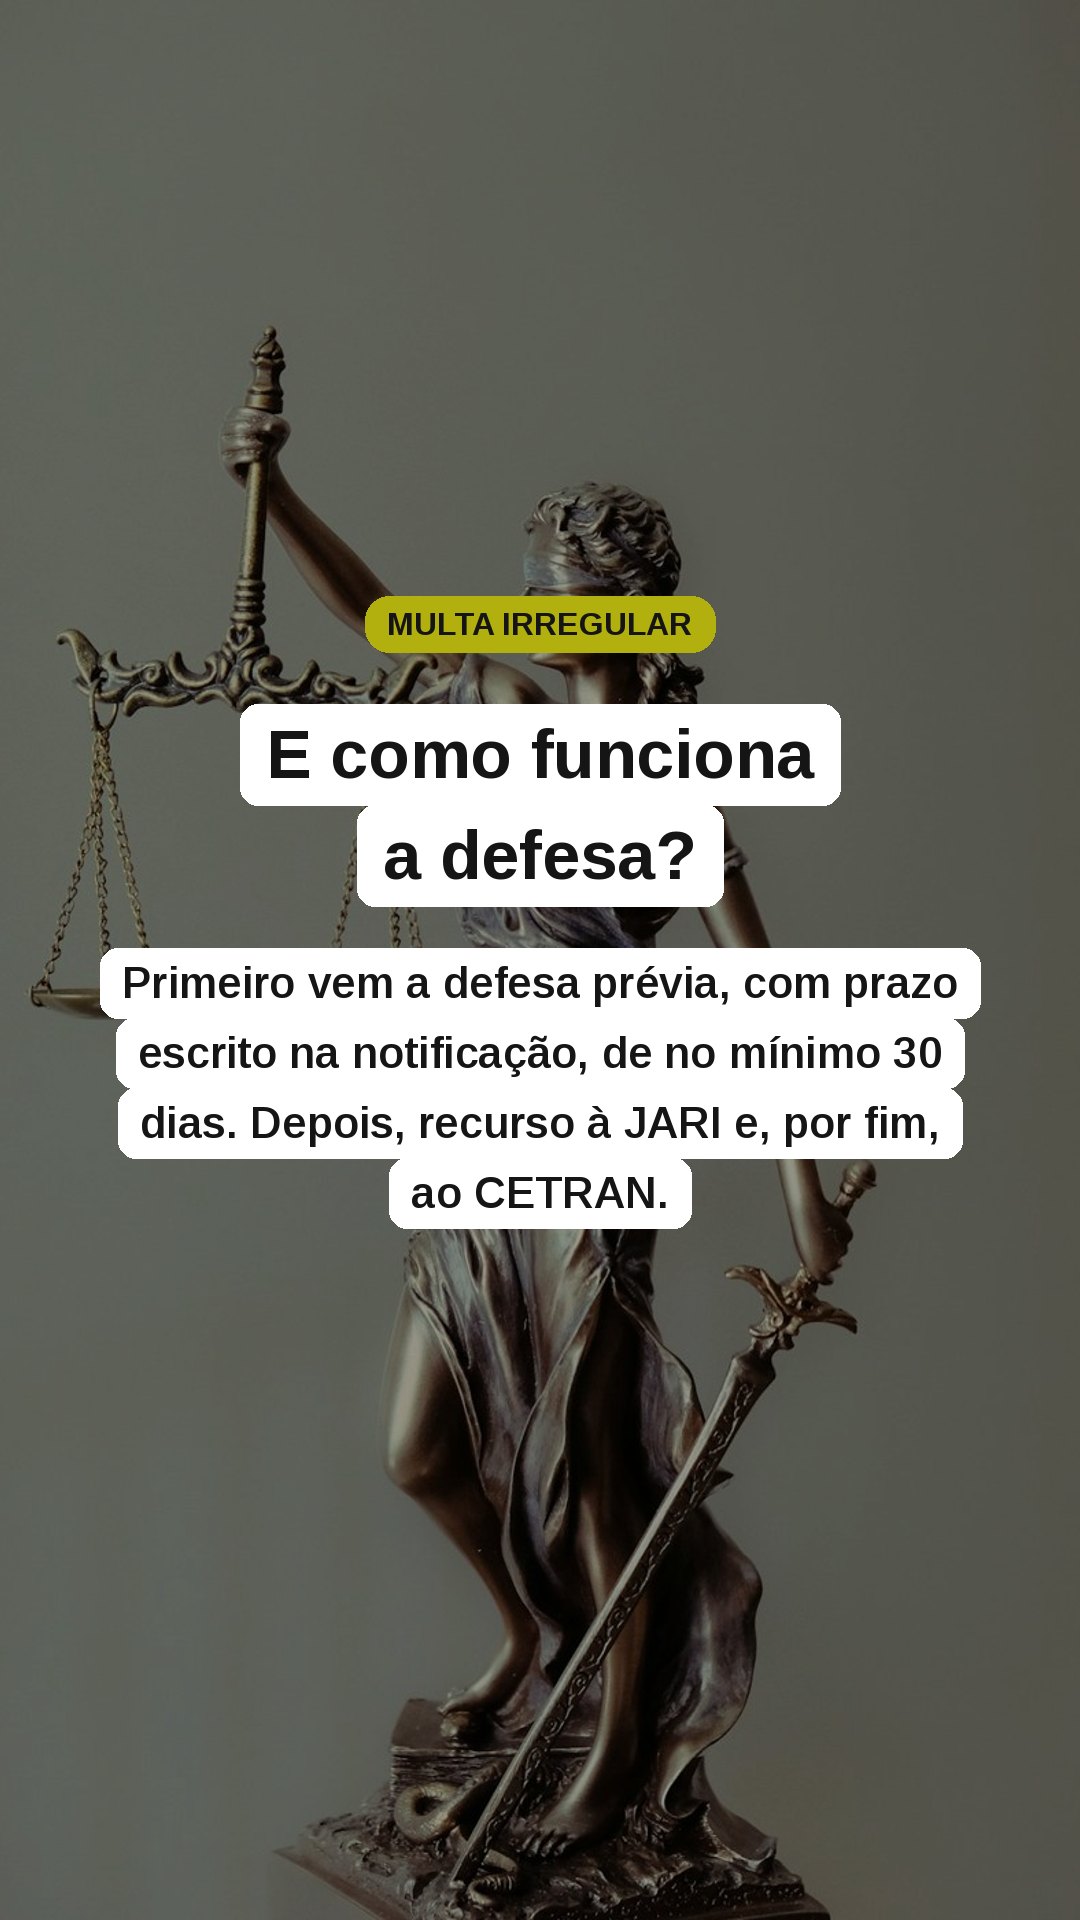 MULTA IRREGULAR
E como funciona
a defesa?
Primeiro vem a defesa prévia, com prazo
escrito na notificação, de no mínimo 30
dias. Depois, recurso à JARI e, por fim,
ao CETRAN.